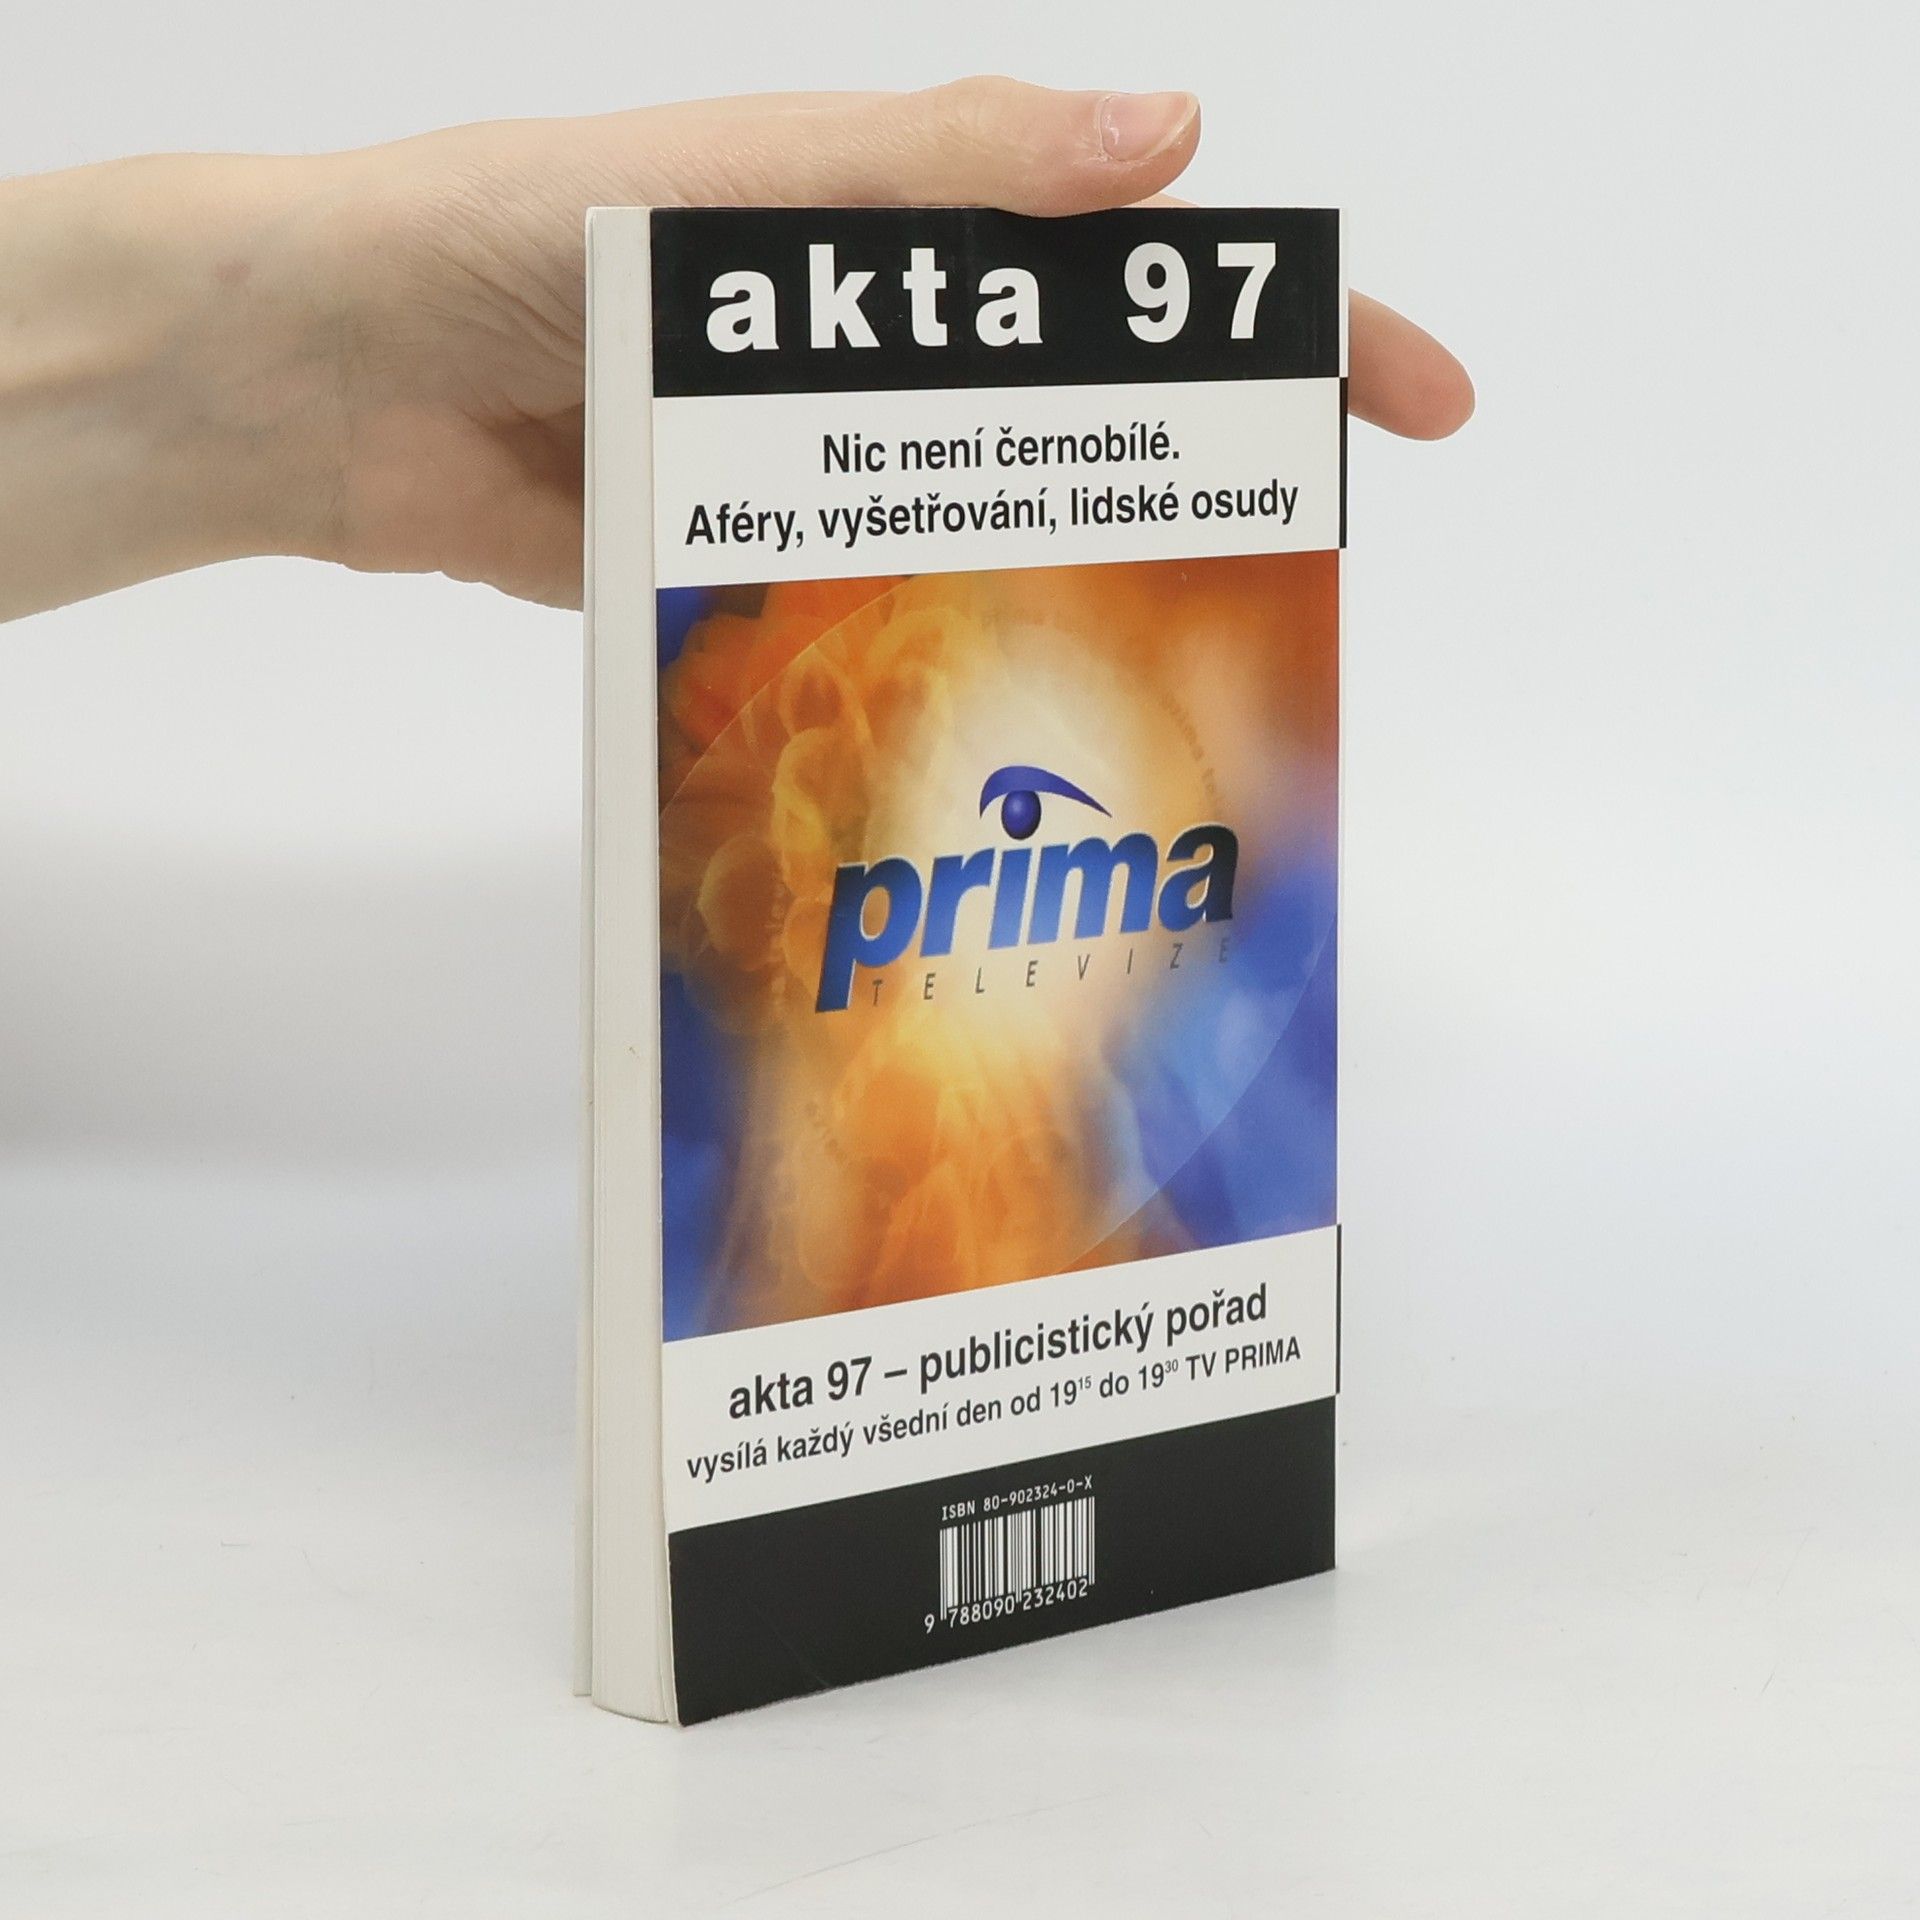 akta 97
Nic není černobílé.
Aféry, vyšetřování, lidské osudy
prima
TELEVIZE
akta 97 – publicistický pořad
vysílá každý všední den od 19¹⁵ do 19³⁰ TV PRIMA
ISBN 80-902324-0-X
9 788090 232402